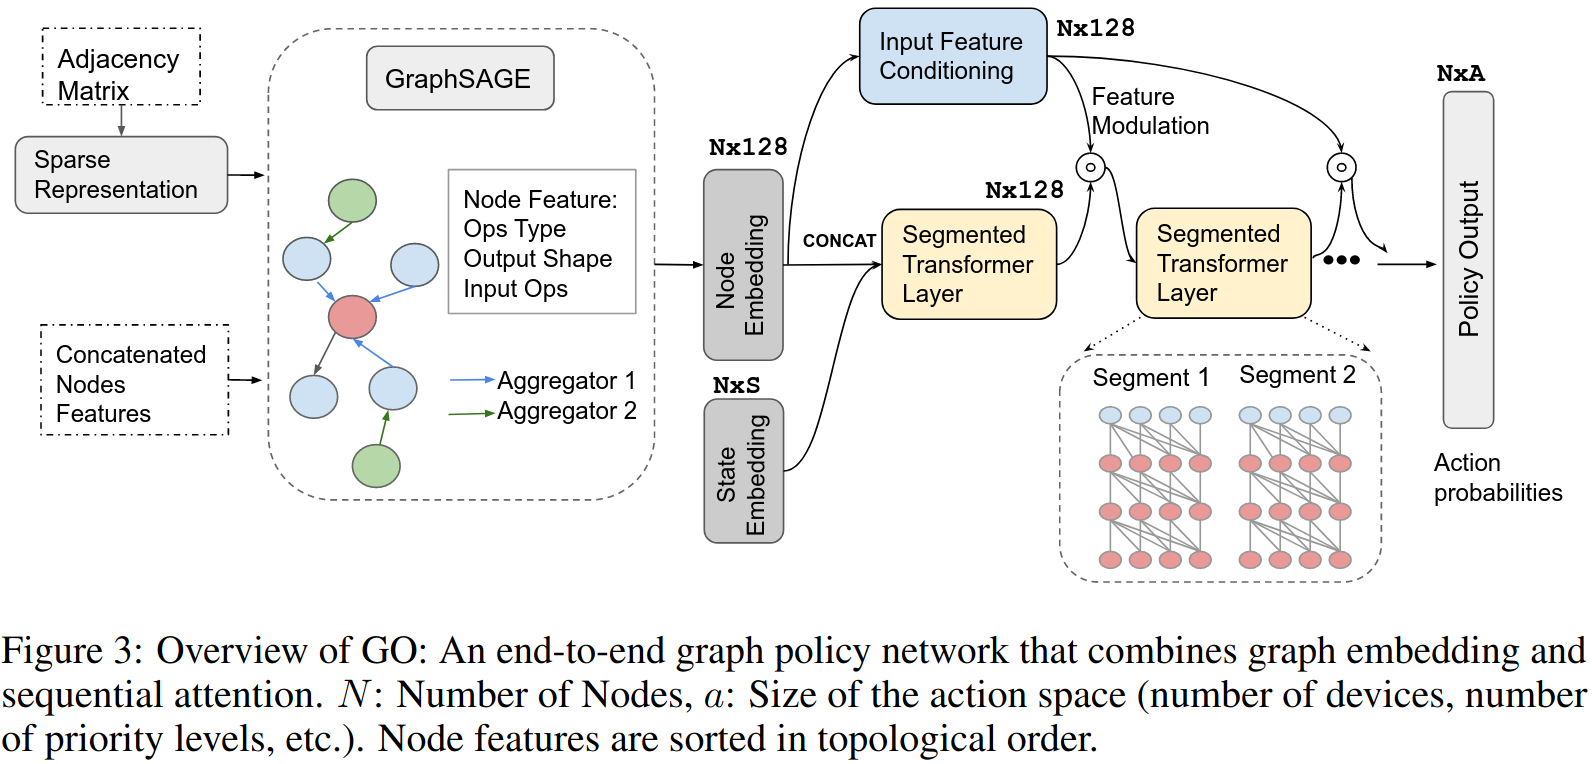 Adjacency
Matrix
Sparse
Representation
Concatenated
Nodes
Features
GraphSAGE
Node Feature:
Ops Type
Output Shape
Input Ops
Aggregator 1
Aggregator 2
Nx128
Node
Embedding
NxS
State
Embedding
CONCAT
Input Feature
Conditioning
Nx128
Feature
Modulation
Nx128
Segmented
Transformer
Layer
Segmented
Transformer
Layer
Segment 1
Segment 2
NxA
Policy Output
Action
probabilities
Figure 3: Overview of GO: An end-to-end graph policy network that combines graph embedding and
sequential attention. N: Number of Nodes, a: Size of the action space (number of devices, number
of priority levels, etc.). Node features are sorted in topological order.